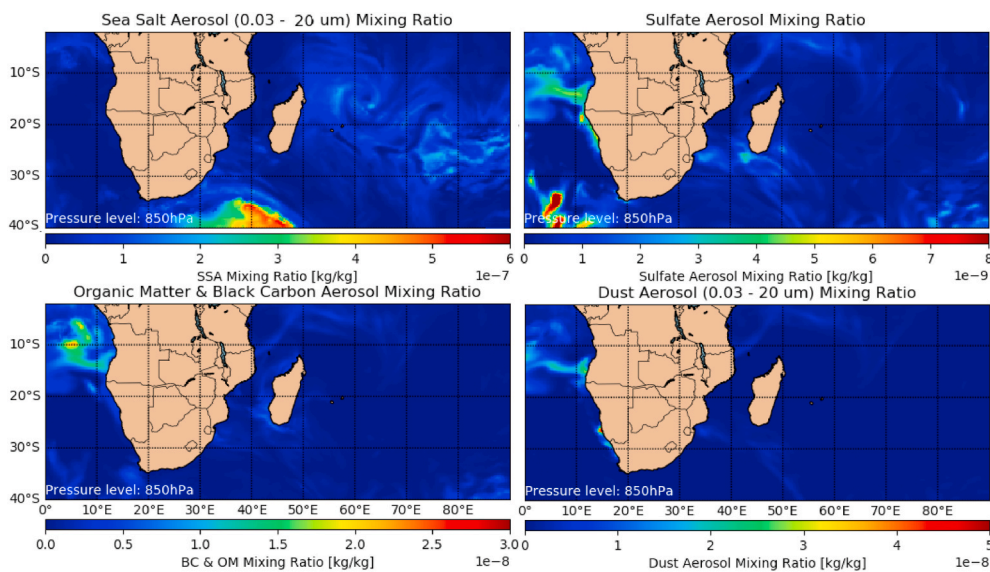 Sea Salt Aerosol (0.03 - 20 um) Mixing Ratio
Sulfate Aerosol Mixing Ratio
10°S
20°S
30°S
40°S
Pressure level: 850hPa
Pressure level: 850hPa
0 1 2 3 4 5 6
SSA Mixing Ratio [kg/kg] 1e-7
0 1 2 3 4 5 6 7 8
Sulfate Aerosol Mixing Ratio [kg/kg] 1e-9
Organic Matter & Black Carbon Aerosol Mixing Ratio
Dust Aerosol (0.03 - 20 um) Mixing Ratio
10°S
20°S
30°S
40°S
Pressure level: 850hPa
Pressure level: 850hPa
0° 10°E 20°E 30°E 40°E 50°E 60°E 70°E 80°E
0° 10°E 20°E 30°E 40°E 50°E 60°E 70°E 80°E
0.0 0.5 1.0 1.5 2.0 2.5 3.0
BC & OM Mixing Ratio [kg/kg] 1e-8
0 1 2 3 4 5
Dust Aerosol Mixing Ratio [kg/kg] 1e-8